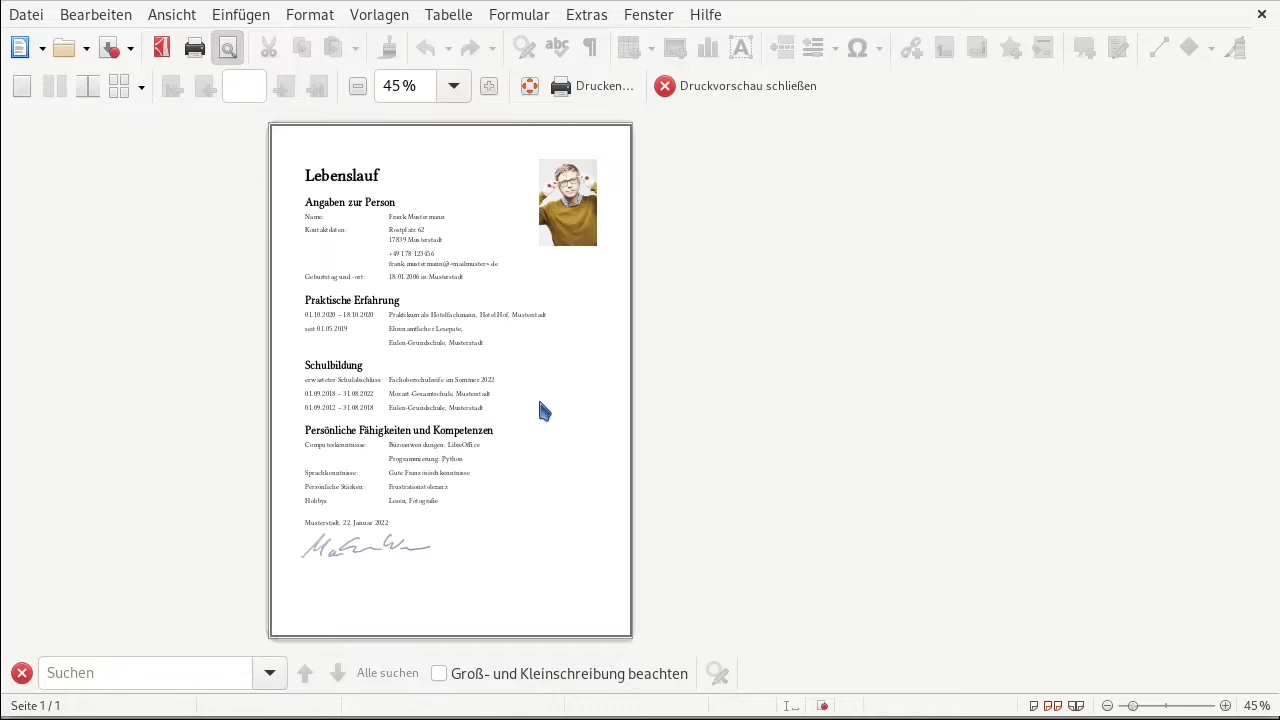 Datei Bearbeiten Ansicht Einfügen Format Vorlagen Tabelle Formular Extras Fenster Hilfe
45 % Drucken... Druckvorschau schließen
Lebenslauf
Angaben zur Person
Name: Frank Mustermann
Kontaktdaten: Rostplatz 62
17839 Musterstadt
+49 178 123456
frank.mustermann@<mailmuster>.de
Geburtstag und -ort: 18.01.2006 in Musterstadt
Praktische Erfahrung
01.10.2020 – 18.10.2020 Praktikum als Hotelfachmann, Hotel Hof, Musterstadt
seit 01.05.2019 Ehrenamtlicher Lesepate,
Eulen-Grundschule, Musterstadt
Schulbildung
erwarteter Schulabschluss: Fachoberschulreife im Sommer 2022
01.09.2018 – 31.08.2022 Mozart-Gesamtschule, Musterstadt
01.09.2012 – 31.08.2018 Eulen-Grundschule, Musterstadt
Persönliche Fähigkeiten und Kompetenzen
Computerkenntnisse: Büroanwendungen: LibreOffice
Programmierung: Python
Sprachkenntnisse: Gute Französischkenntnisse
Persönliche Stärken: Frustrationstoleranz
Hobbys Lesen, Fotografie
Musterstadt, 22. Januar 2022
Suchen Alle suchen Groß- und Kleinschreibung beachten
Seite 1 / 1 45 %